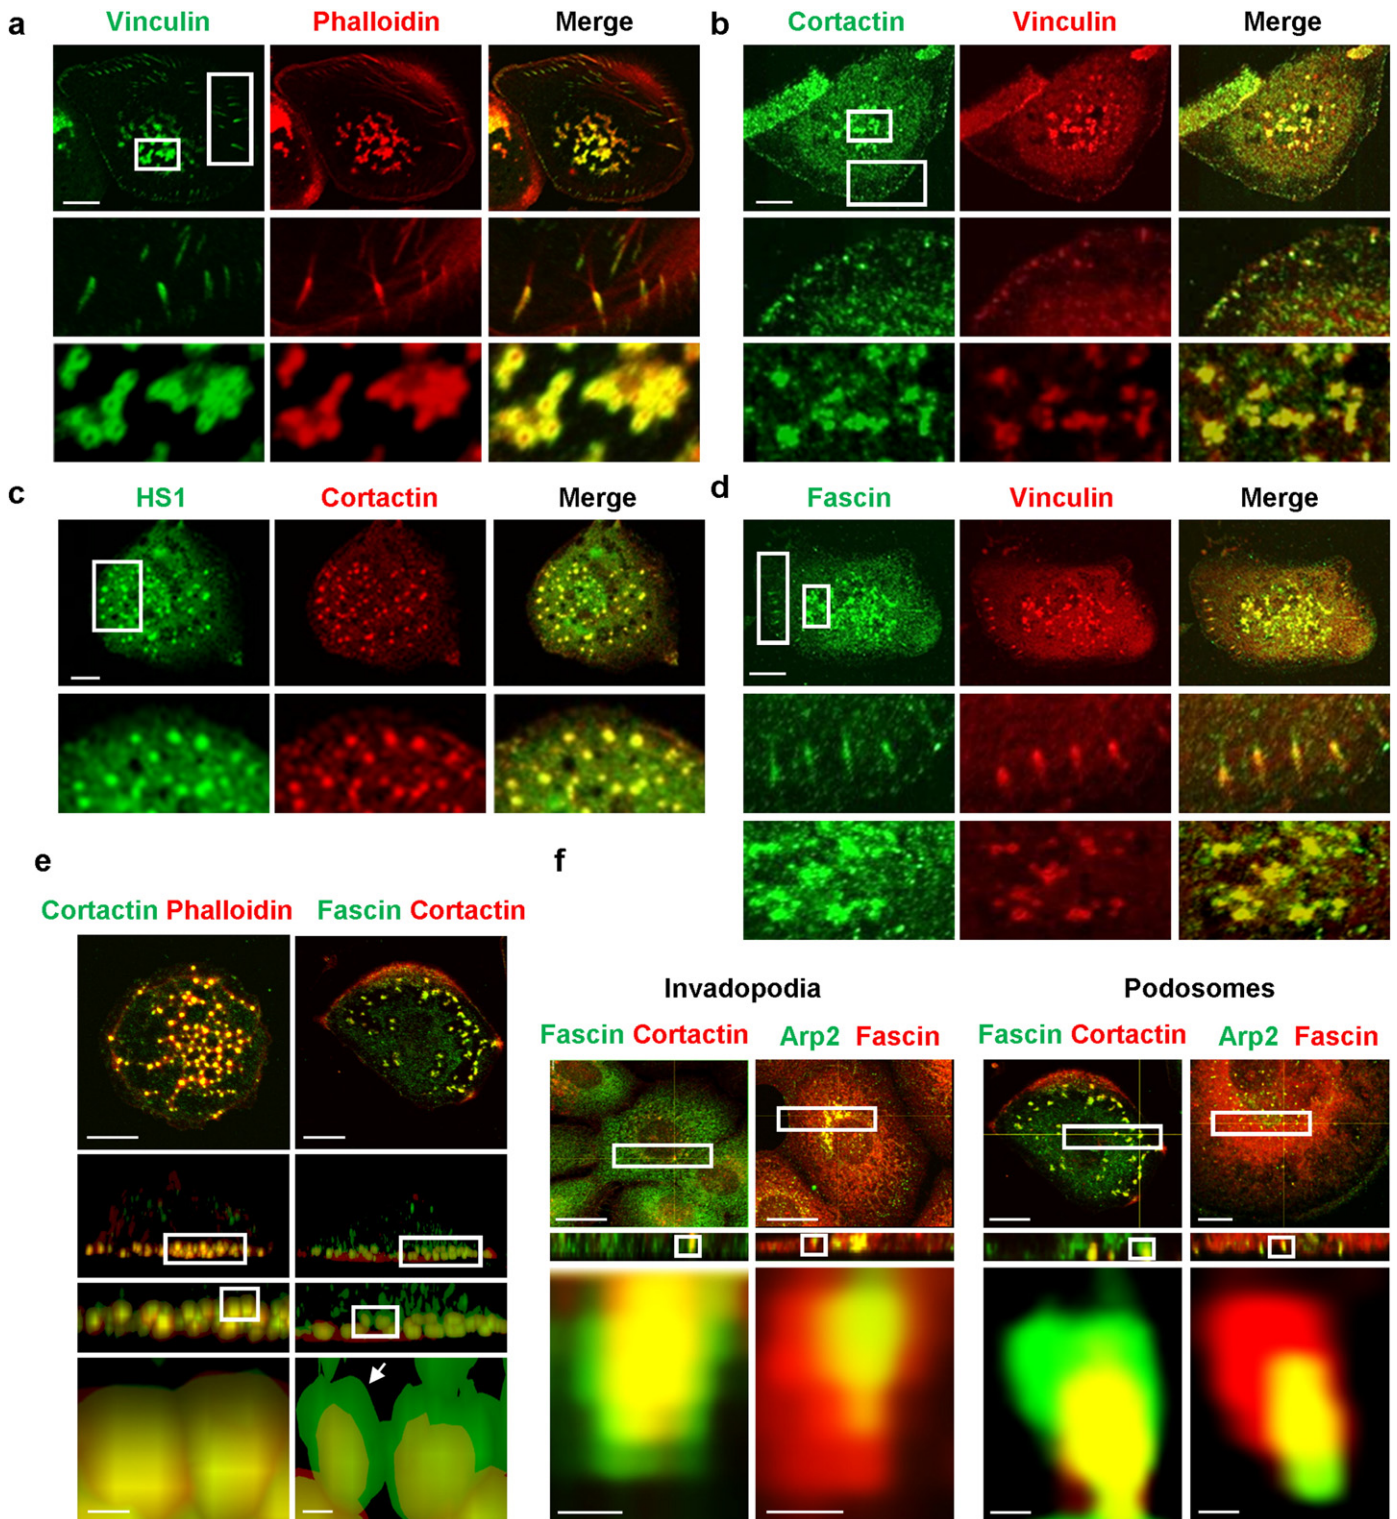 a Vinculin Phalloidin Merge
b Cortactin Vinculin Merge
c HS1 Cortactin Merge
d Fascin Vinculin Merge
e
Cortactin Phalloidin Fascin Cortactin
f
Invadopodia Podosomes
Fascin Cortactin Arp2 Fascin Fascin Cortactin Arp2 Fascin